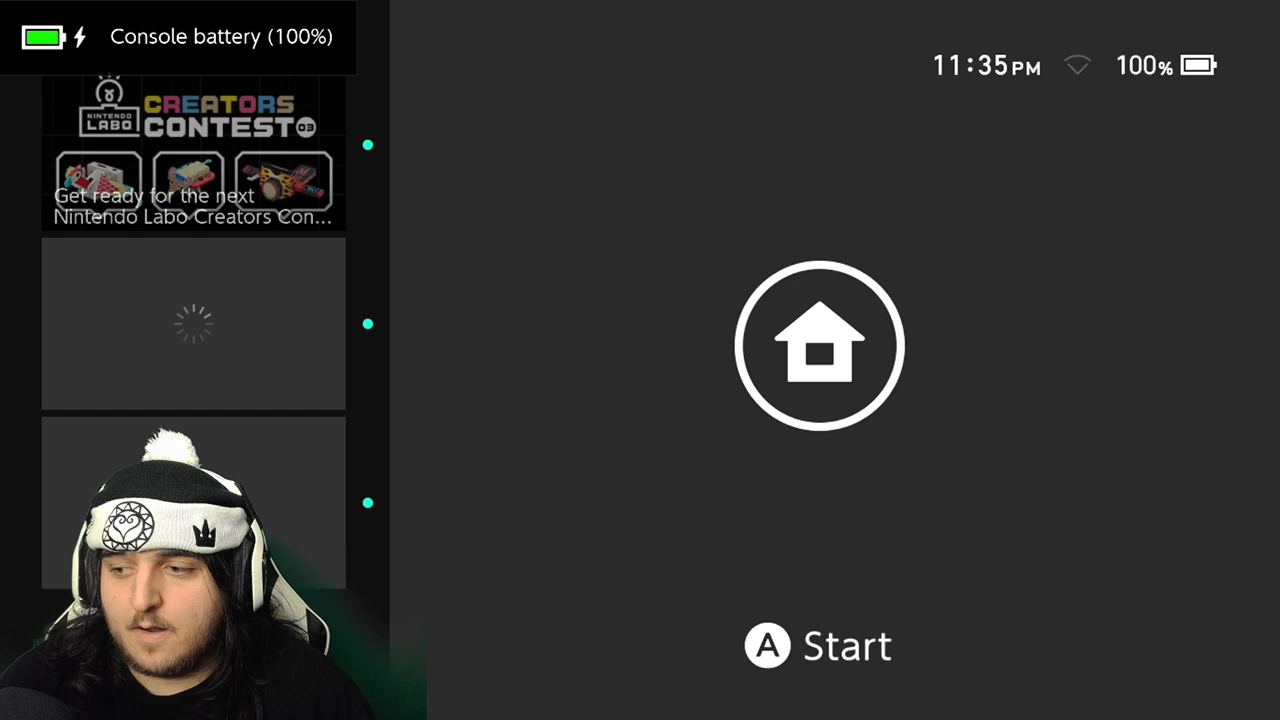 Console battery (100%)
11:35PM
100%
NINTENDO
LABO
CREATORS
CONTEST 03
Get ready for the next
Nintendo Labo Creators Con...
A Start